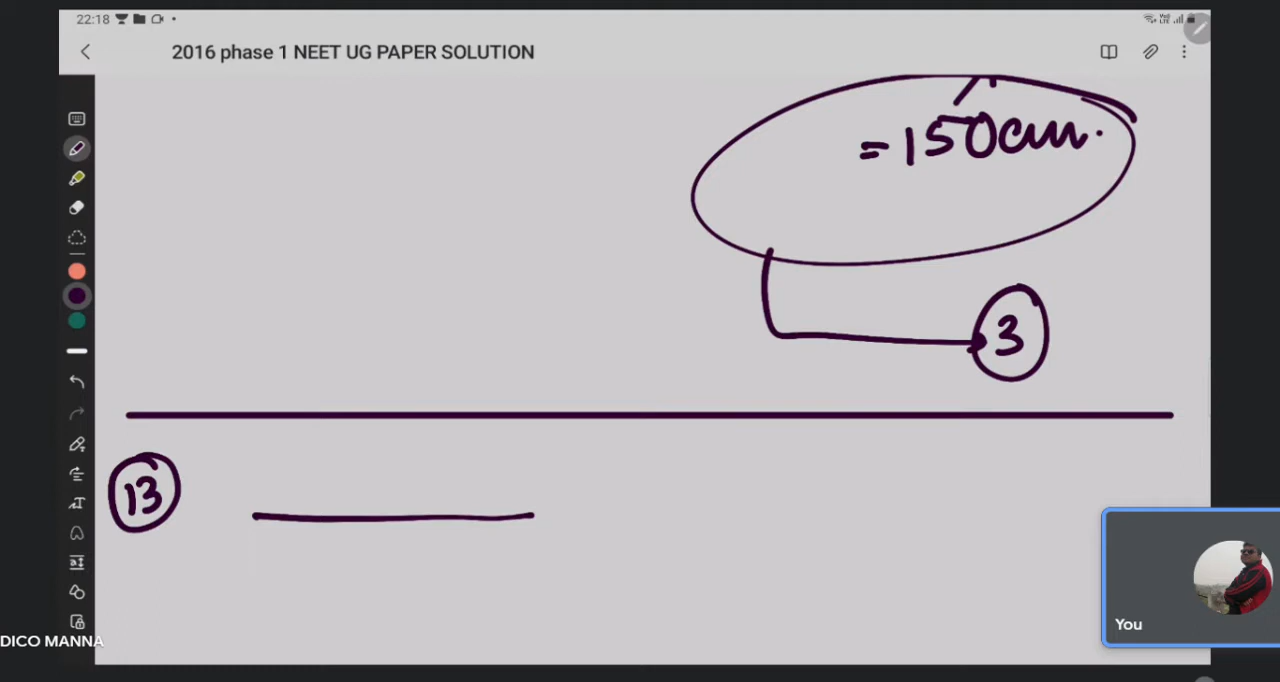 22:18
2016 phase 1 NEET UG PAPER SOLUTION
=150cm.
3
13
You
DICO MANNA